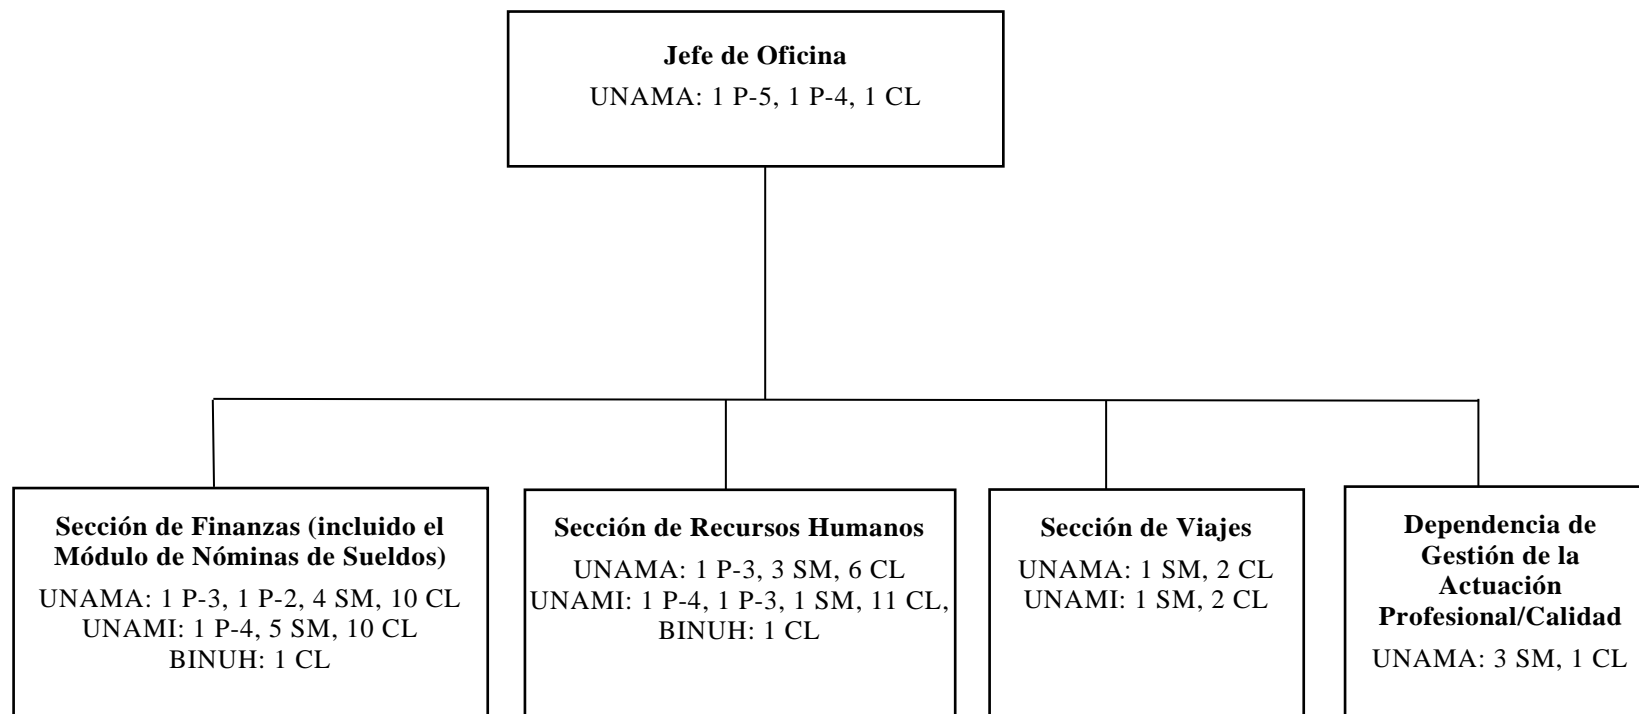 Jefe de Oficina
UNAMA: 1 P-5, 1 P-4, 1 CL
Sección de Finanzas (incluido el
Módulo de Nóminas de Sueldos)
UNAMA: 1 P-3, 1 P-2, 4 SM, 10 CL
UNAMI: 1 P-4, 5 SM, 10 CL
BINUH: 1 CL
Sección de Recursos Humanos
UNAMA: 1 P-3, 3 SM, 6 CL
UNAMI: 1 P-4, 1 P-3, 1 SM, 11 CL,
BINUH: 1 CL
Sección de Viajes
UNAMA: 1 SM, 2 CL
UNAMI: 1 SM, 2 CL
Dependencia de
Gestión de la
Actuación
Profesional/Calidad
UNAMA: 3 SM, 1 CL